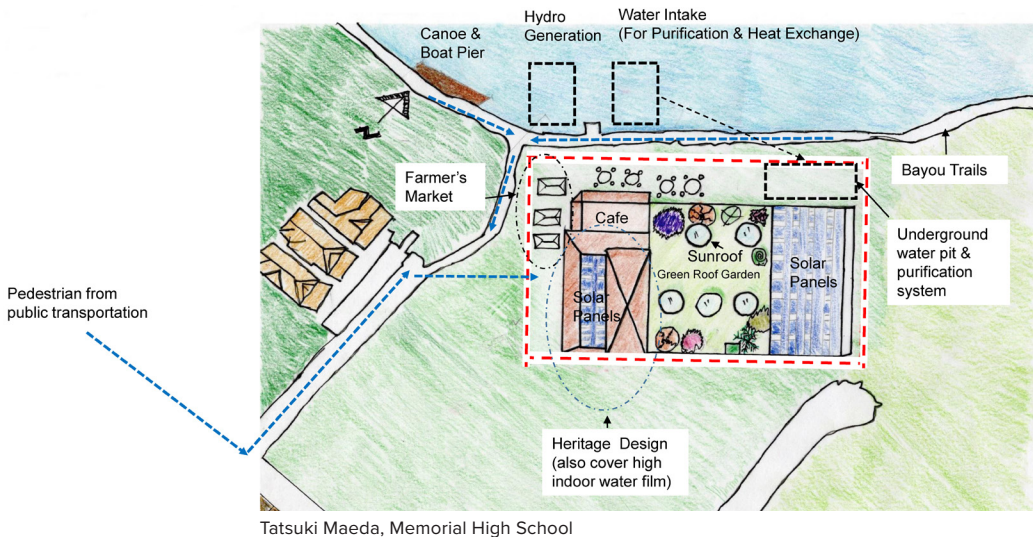 Hydro
Generation
Water Intake
(For Purification & Heat Exchange)
Canoe &
Boat Pier
N
Farmer's
Market
Bayou Trails
Cafe
Sunroof
Green Roof Garden
Solar
Panels
Solar
Panels
Underground
water pit &
purification
system
Pedestrian from
public transportation
Heritage Design
(also cover high
indoor water film)
Tatsuki Maeda, Memorial High School